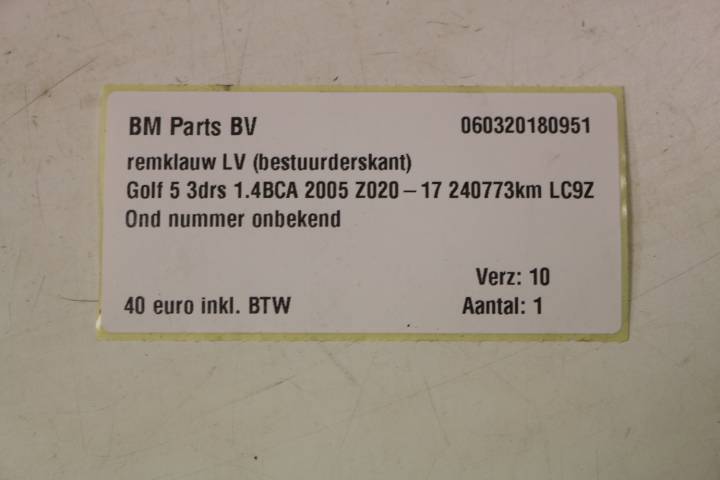 BM Parts BV 060320180951
remklauw LV (bestuurderskant)
Golf 5 3drs 1.4BCA 2005 Z020-17 240773km LC9Z
Ond nummer onbekend
Verz: 10
40 euro inkl. BTW Aantal: 1